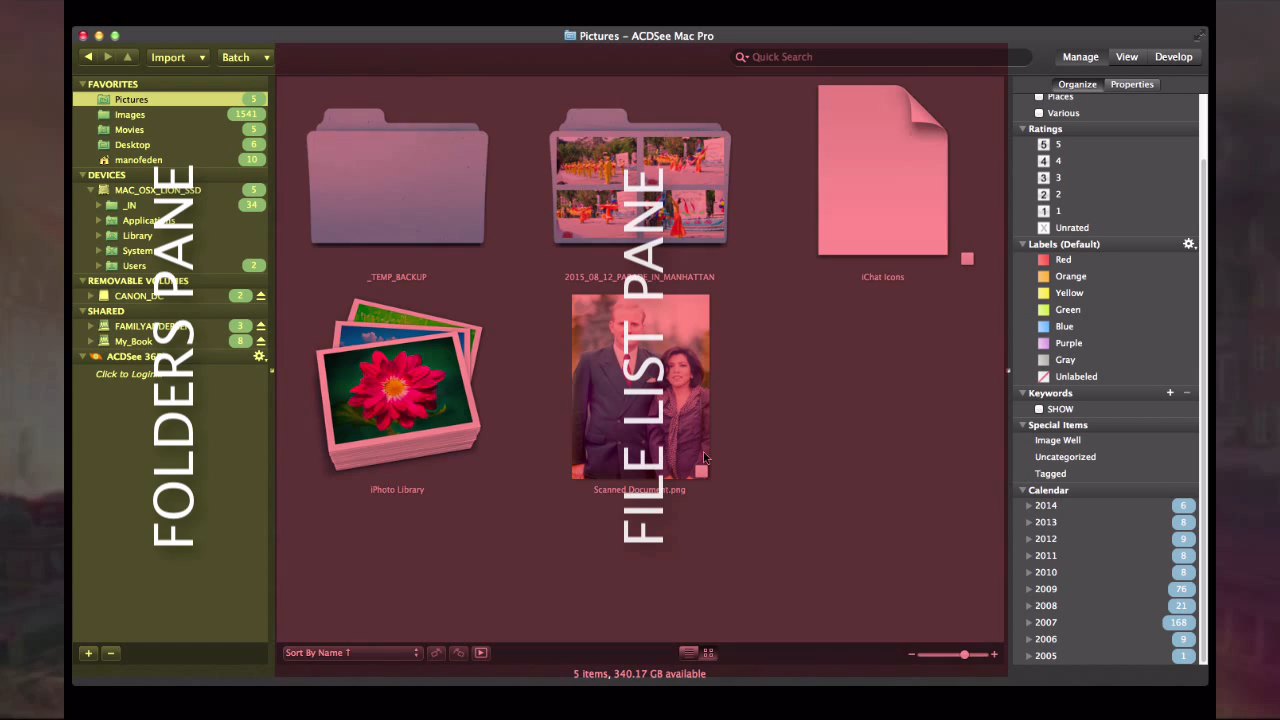 Pictures – ACDSee Mac Pro
Import
Batch
Quick Search
Manage
View
Develop
FAVORITES
Pictures 5
Images 1541
Movies 5
Desktop 6
manofeden 10
DEVICES
MAC_OSX_LION_SSD 5
_IN 34
Library
System
Users 2
CANON_DC 2
SHARED
My_Book 8
ACDSee
Click to Login
FOLDERS PANE
_TEMP_BACKUP
2015_08_12_PARADE_IN_MANHATTAN
iChat Icons
iPhoto Library
Scanned Document.png
FILE LIST PANE
Sort By Name ↑
5 items, 340.17 GB available
Organize
Properties
Places
Various
Ratings
5 5
4 4
3 3
2 2
1 1
X Unrated
Labels (Default)
Red
Orange
Yellow
Green
Blue
Purple
Gray
Unlabeled
Keywords
SHOW
Special Items
Image Well
Uncategorized
Tagged
Calendar
2014 6
2013 8
2012 9
2011 8
2010 8
2009 76
2008 21
2007 168
2006 9
2005 1